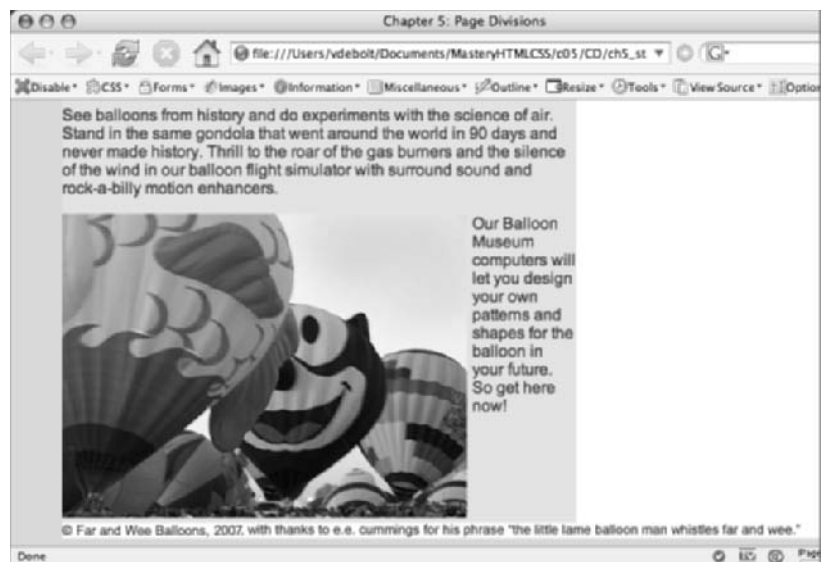 Chapter 5: Page Divisions
file:///Users/vdebolt/Documents/MasteryHTMLCSS/c05/CD/ch5_st
Disable CSS Forms Images Information Miscellaneous Outline Resize Tools View Source Option
See balloons from history and do experiments with the science of air.
Stand in the same gondola that went around the world in 90 days and
never made history. Thrill to the roar of the gas burners and the silence
of the wind in our balloon flight simulator with surround sound and
rock-a-billy motion enhancers.
Our Balloon
Museum
computers will
let you design
your own
patterns and
shapes for the
balloon in
your future.
So get here
now!
© Far and Wee Balloons, 2007, with thanks to e.e. cummings for his phrase "the little lame balloon man whistles far and wee."
Done